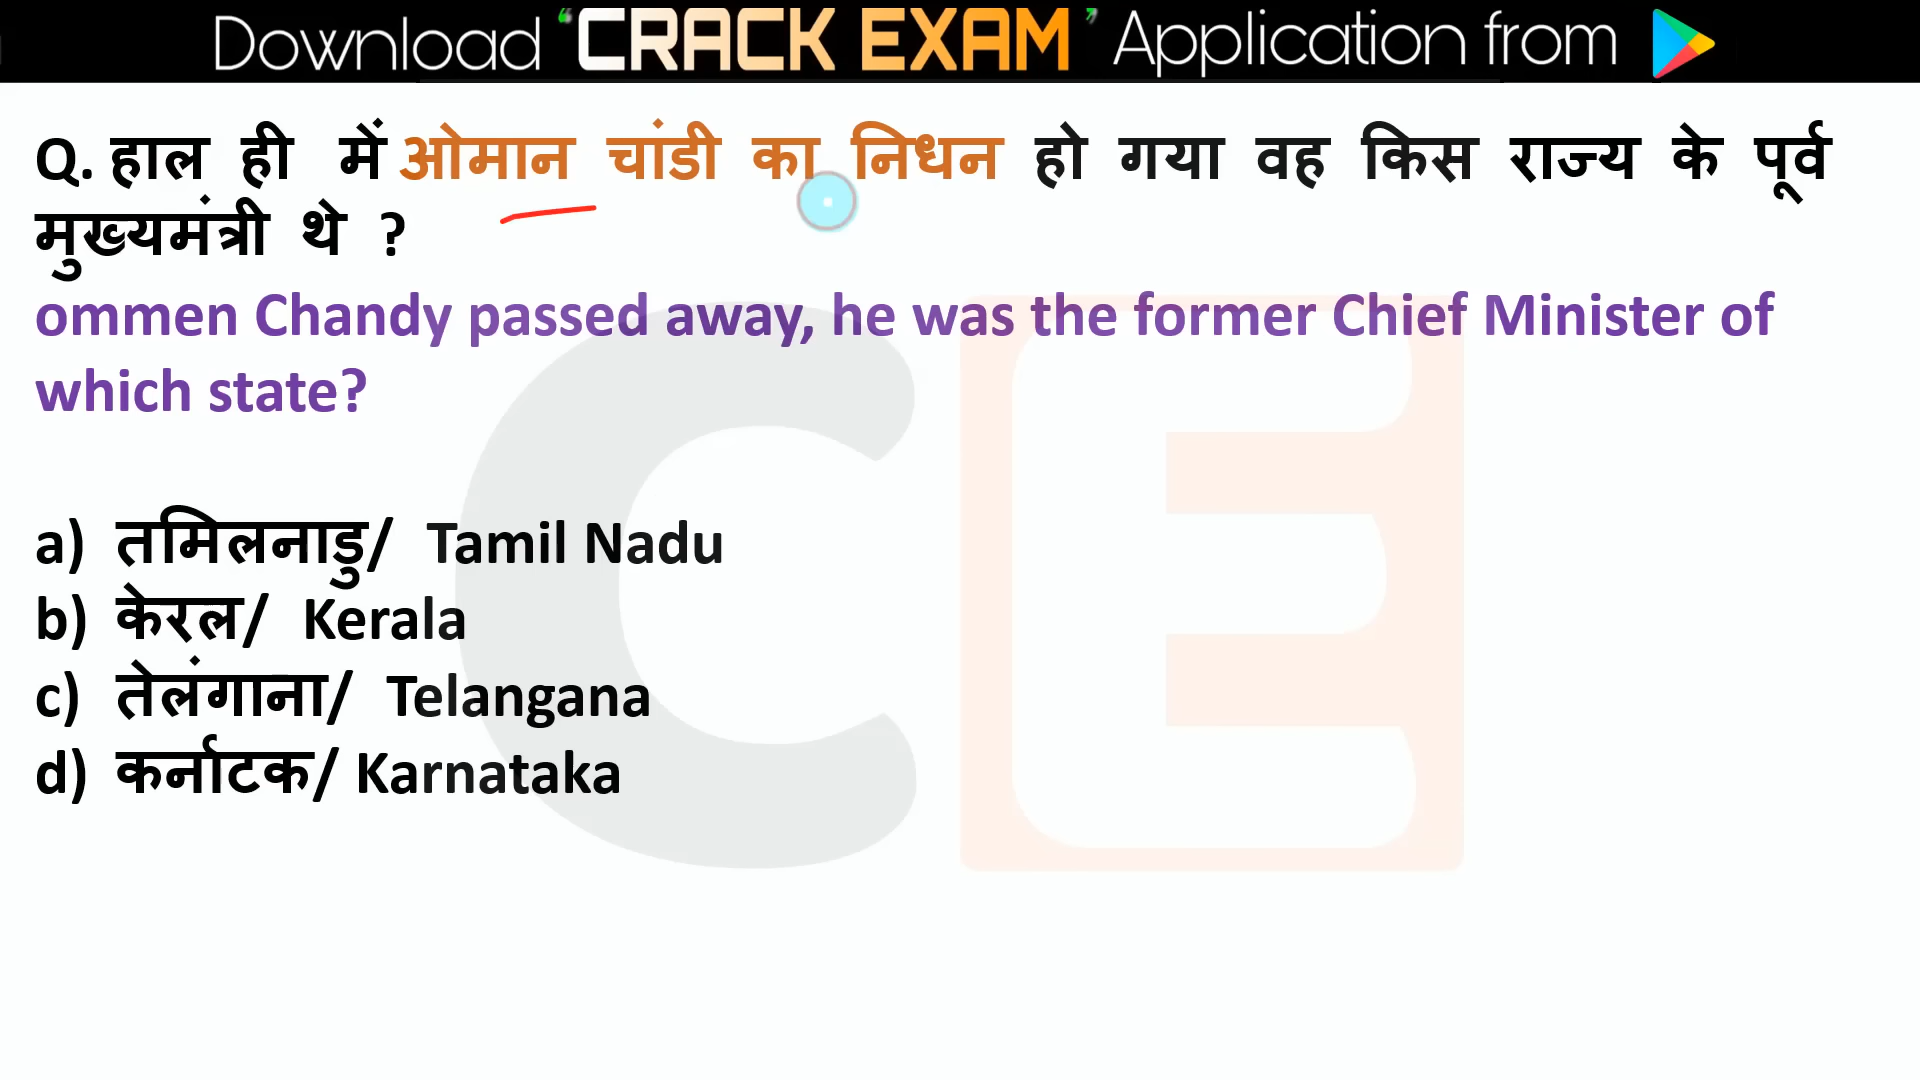 Download ‘CRACK EXAM’ Application from
Q. हाल ही में ओमान चांडी का निधन हो गया वह किस राज्य के पूर्व
मुख्यमंत्री थे ?
ommen Chandy passed away, he was the former Chief Minister of
which state?
a) तमिलनाडु/ Tamil Nadu
b) केरल/ Kerala
c) तेलंगाना/ Telangana
d) कर्नाटक/ Karnataka
CE